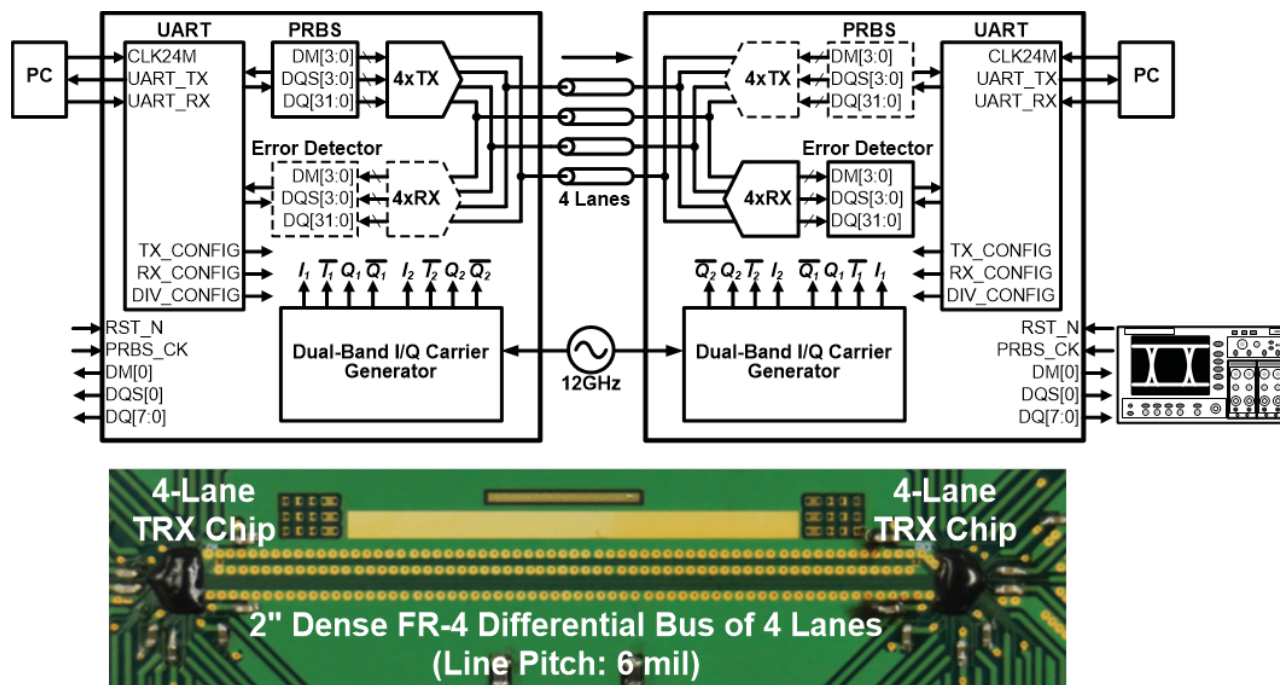 UART PRBS
PC
CLK24M
UART_TX
UART_RX
DM[3:0]
DQS[3:0]
DQ[31:0]
4xTX
Error Detector
DM[3:0]
DQS[3:0]
DQ[31:0]
4xRX
TX_CONFIG
RX_CONFIG
DIV_CONFIG
I1 I1 Q1 Q1 I2 I2 Q2 Q2
Dual-Band I/Q Carrier
Generator
RST_N
PRBS_CK
DM[0]
DQS[0]
DQ[7:0]
4 Lanes
12GHz
PRBS UART
4xTX
DM[3:0]
DQS[3:0]
DQ[31:0]
CLK24M
UART_TX
UART_RX
PC
Error Detector
4xRX
DM[3:0]
DQS[3:0]
DQ[31:0]
TX_CONFIG
RX_CONFIG
DIV_CONFIG
Q2 Q2 I2 I2 Q1 Q1 I1 I1
Dual-Band I/Q Carrier
Generator
RST_N
PRBS_CK
DM[0]
DQS[0]
DQ[7:0]
4-Lane
TRX Chip
4-Lane
TRX Chip
2" Dense FR-4 Differential Bus of 4 Lanes
(Line Pitch: 6 mil)